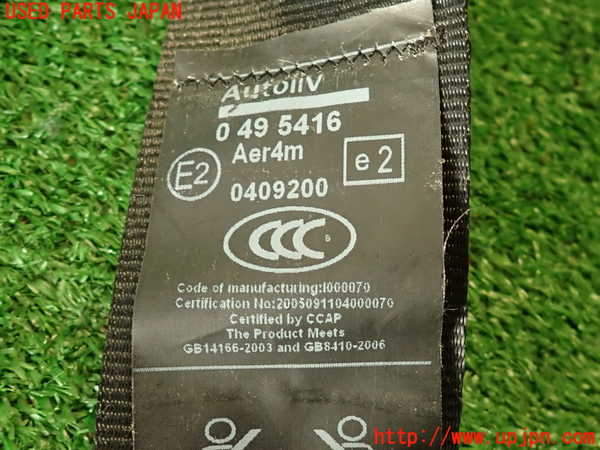 USED PARTS JAPAN
Autoliv
0 49 5416
Aer4m
E2
e2
0409200
CCC S
Code of manufacturing:I000070
Certification No:2005091104000070
Certified by CCAP
The Product Meets
GB14166-2003 and GB8410-2006
http://www.upjpn.com